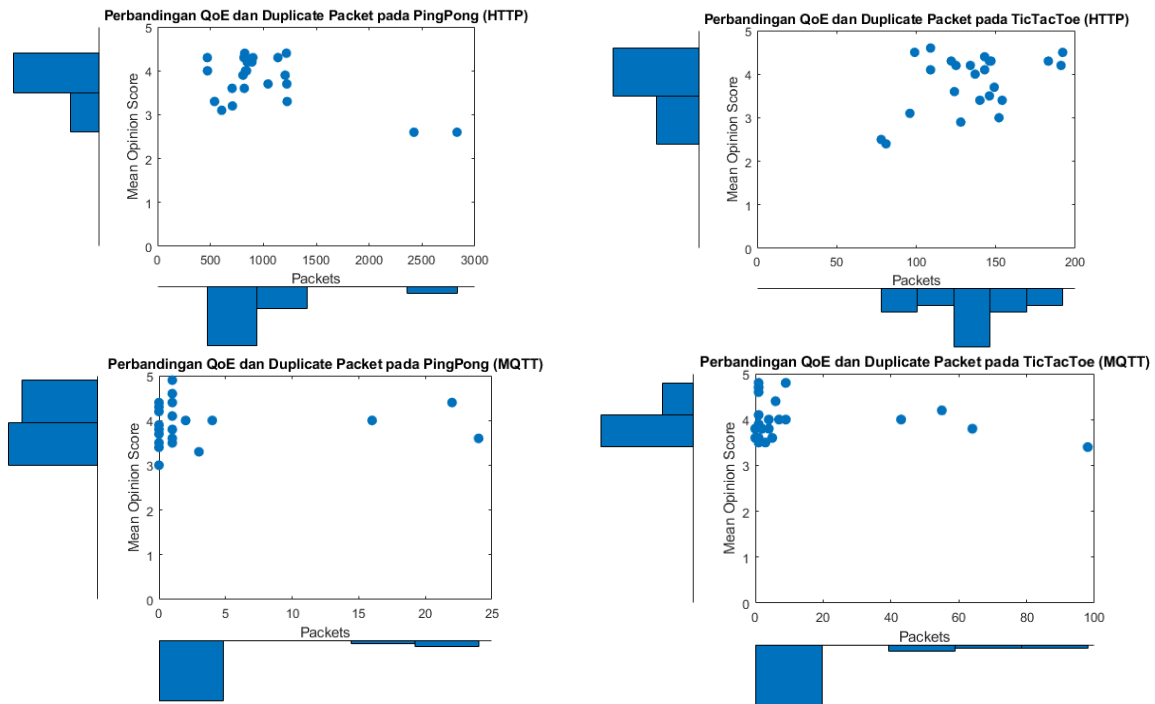 Perbandingan QoE dan Duplicate Packet pada PingPong (HTTP)
Mean Opinion Score
5
4
3
2
1
0
0 500 1000 1500 2000 2500 3000
Packets
Perbandingan QoE dan Duplicate Packet pada TicTacToe (HTTP)
Mean Opinion Score
5
4
3
2
1
0
0 50 100 150 200
Packets
Perbandingan QoE dan Duplicate Packet pada PingPong (MQTT)
Mean Opinion Score
5
4
3
2
1
0
0 5 10 15 20 25
Packets
Perbandingan QoE dan Duplicate Packet pada TicTacToe (MQTT)
Mean Opinion Score
5
4
3
2
1
0
0 20 40 60 80 100
Packets